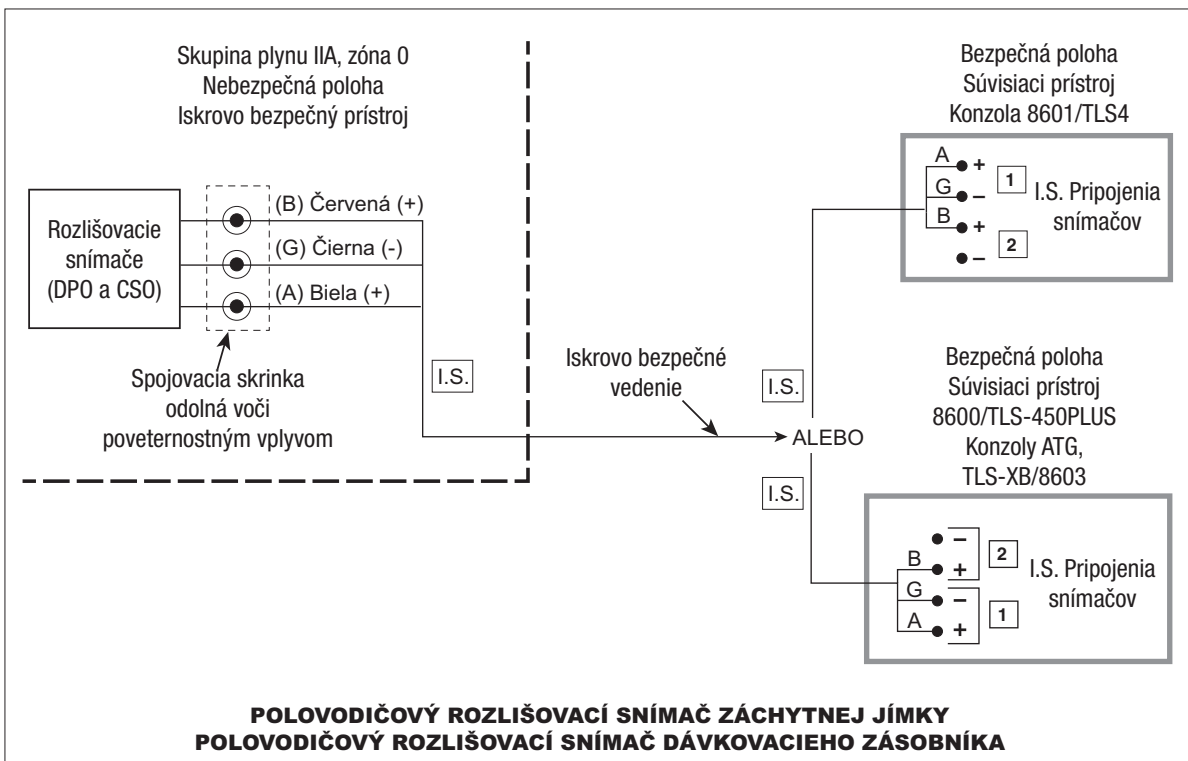 Skupina plynu IIA, zóna 0
Nebezpečná poloha
Iskrovo bezpečný prístroj
Bezpečná poloha
Súvisiaci prístroj
Konzola 8601/TLS4
Rozlišovacie
snímače
(DPO a CSO)
(B) Červená (+)
(G) Čierna (-)
(A) Biela (+)
Spojovacia skrinka
odolná voči
poveternostným vplyvom
I.S.
Iskrovo bezpečné
vedenie
I.S.
ALEBO
I.S.
A +
G – 1
B +
– 2
I.S. Pripojenia
snímačov
Bezpečná poloha
Súvisiaci prístroj
8600/TLS-450PLUS
Konzoly ATG,
TLS-XB/8603
– 2
B +
G – 1
A +
I.S. Pripojenia
snímačov
POLOVODIČOVÝ ROZLIŠOVACÍ SNÍMAČ ZÁCHYTNEJ JÍMKY
POLOVODIČOVÝ ROZLIŠOVACÍ SNÍMAČ DÁVKOVACIEHO ZÁSOBNÍKA